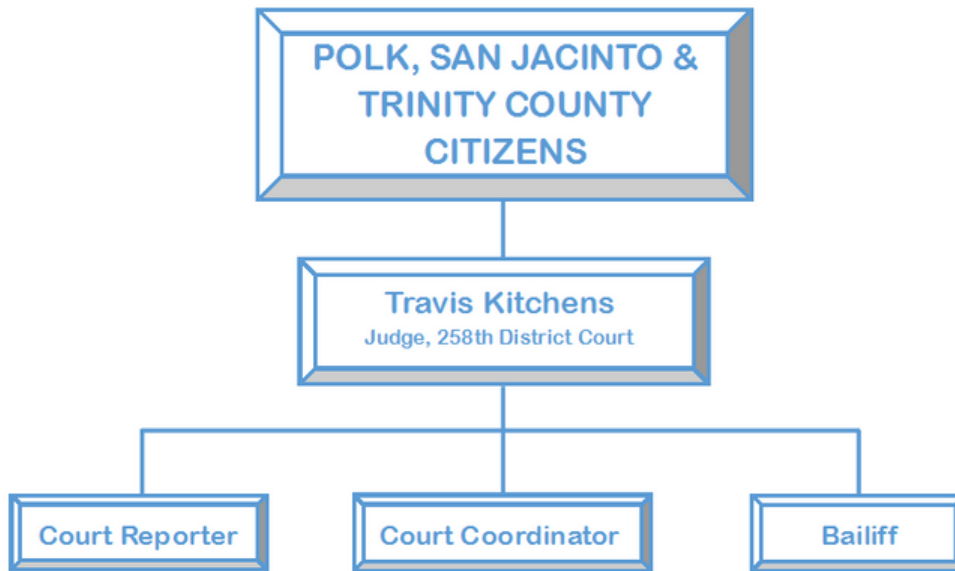 POLK, SAN JACINTO &
TRINITY COUNTY
CITIZENS
Travis Kitchens
Judge, 258th District Court
Court Reporter
Court Coordinator
Bailiff